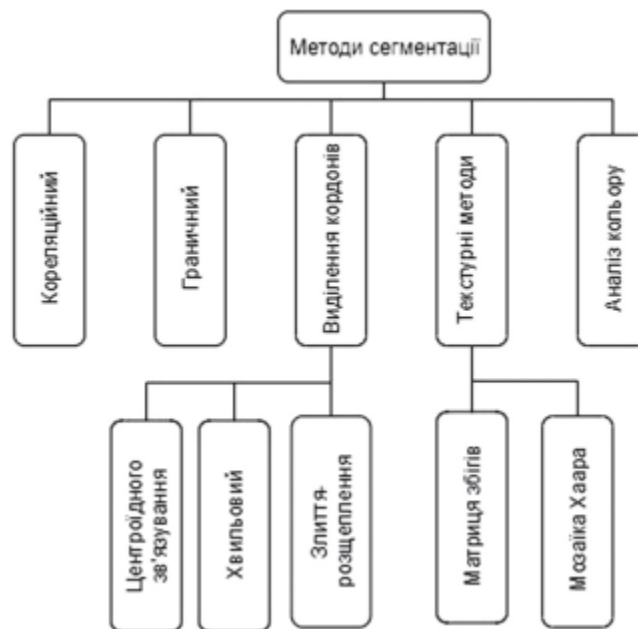 Методи сегментації
Кореляційний
Граничний
Виділення кордонів
Текстурні методи
Аналіз кольору
Центроїдного
зв'язування
Хвильовий
Злиття-
розщеплення
Матриця збігів
Мозаїка Хаара